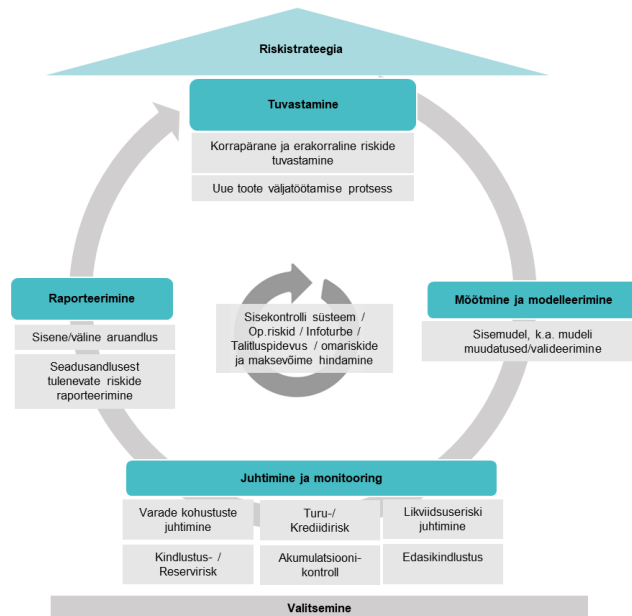 Riskistrateegia
Tuvastamine
Korrapärane ja erakorraline riskide
tuvastamine
Uue toote väljatöötamise protsess
Raporteerimine
Sisene/väline aruandlus
Seadusandlusest
tulenevate riskide
raporteerimine
Sisekontrolli süsteem /
Op.riskid / Infoturbe /
Talitluspidevus / omariskide
ja maksevõime hindamine
Möötmine ja modelleerimine
Sisemudel, k.a. mudeli
muudatused/valideerimine
Juhtimine ja monitooring
Varade kohustuste
juhtimine
Turu-/
Krediidirisk
Likviidsuseriski
juhtimine
Kindlustus- /
Reservirisk
Akumulatsiooni-
kontroll
Edasikindlustus
Valitsemine